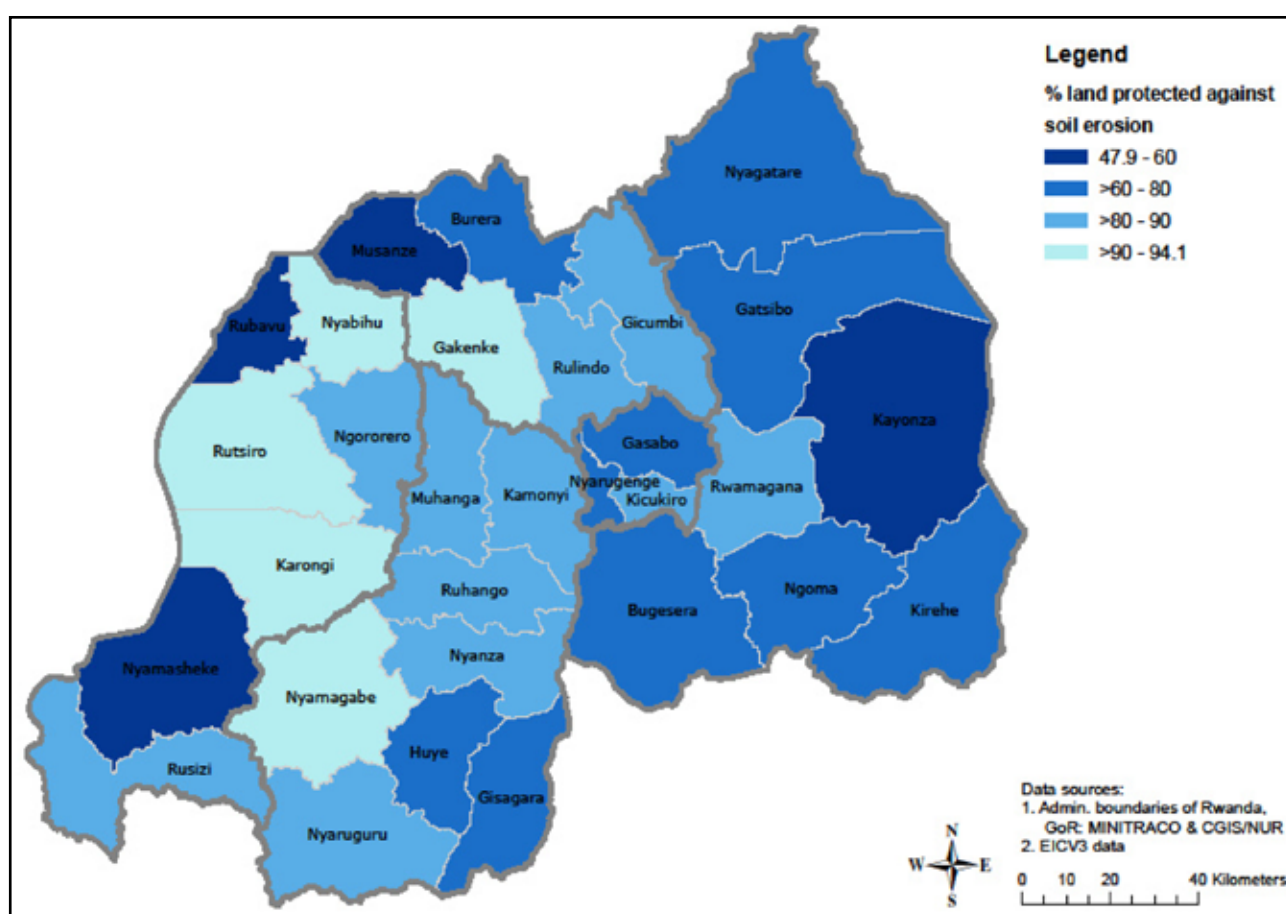 Legend
% land protected against
soil erosion
47.9 - 60
>60 - 80
>80 - 90
>90 - 94.1
Nyagatare
Burera
Musanze
Rubavu
Nyabihu
Gakenke
Gicumbi
Gatsibo
Rulindo
Kayonza
Rutsiro
Ngororero
Gasabo
Muhanga
Kamonyi
Nyarugenge
Kicukiro
Rwamagana
Karongi
Ruhango
Bugesera
Ngoma
Kirehe
Nyamasheke
Nyanza
Nyamagabe
Huye
Rusizi
Gisagara
Nyaruguru
Data sources:
1. Admin. boundaries of Rwanda,
GoR: MINITRACO & CGIS/NUR
2. EICV3 data
N
W E
S
0 10 20 40 Kilometers